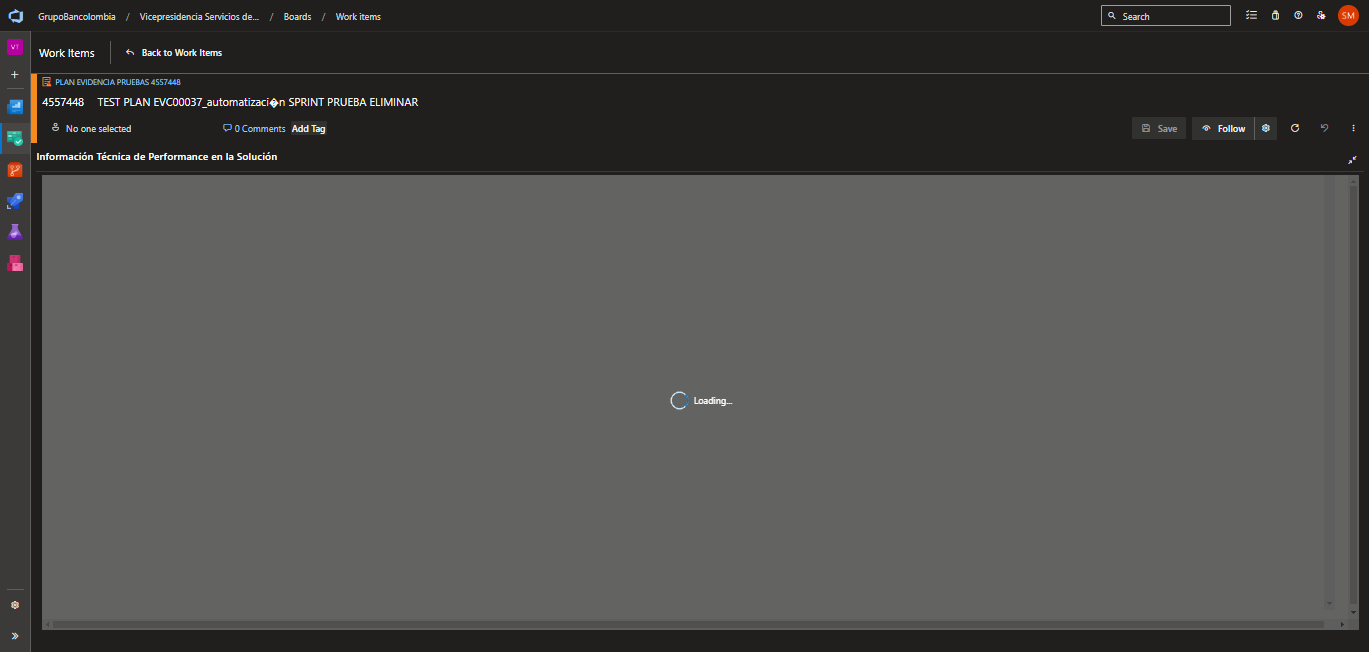 GrupoBancolombia / Vicepresidencia Servicios de... / Boards / Work items
Search
SM
VT
Work Items
Back to Work Items
PLAN EVIDENCIA PRUEBAS 4557448
4557448 TEST PLAN EVC00037_automatizaci�n SPRINT PRUEBA ELIMINAR
No one selected
0 Comments
Add Tag
Save
Follow
Información Técnica de Performance en la Solución
Loading...